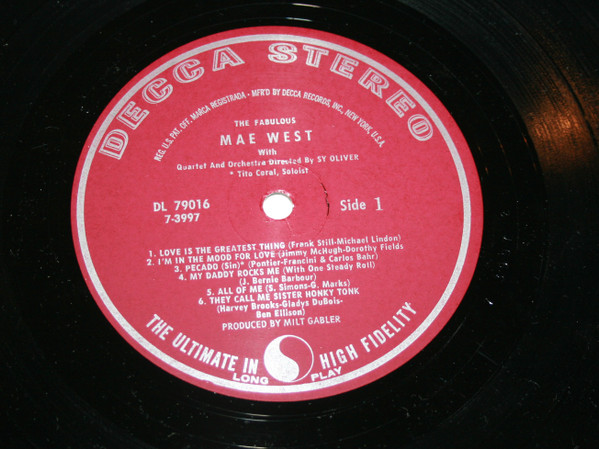 DECCA STEREO
REG. U.S. PAT. OFF. MARCA REGISTRADA - MFR'D BY DECCA RECORDS, INC., NEW YORK, U.S.A.
THE FABULOUS
MAE WEST
With
Quartet And Orchestra Directed By SY OLIVER
* Tito Coral, Soloist
DL 79016
7-3997
Side 1
1. LOVE IS THE GREATEST THING (Frank Still-Michael Lindon)
2. I'M IN THE MOOD FOR LOVE (Jimmy McHugh-Dorothy Fields
3. PECADO (Sin)* (Pontier-Francini & Carlos Bahr)
4. MY DADDY ROCKS ME (With One Steady Roll)
(J. Bernie Barbour)
5. ALL OF ME (S. Simons-G. Marks)
6. THEY CALL ME SISTER HONKY TONK
(Harvey Brooks-Gladys DuBois-
Ben Ellison)
PRODUCED BY MILT GABLER
THE ULTIMATE IN HIGH FIDELITY
LONG PLAY